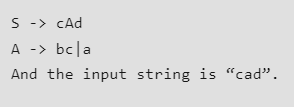 S -> cAd
A -> bc|a
And the input string is “cad”.